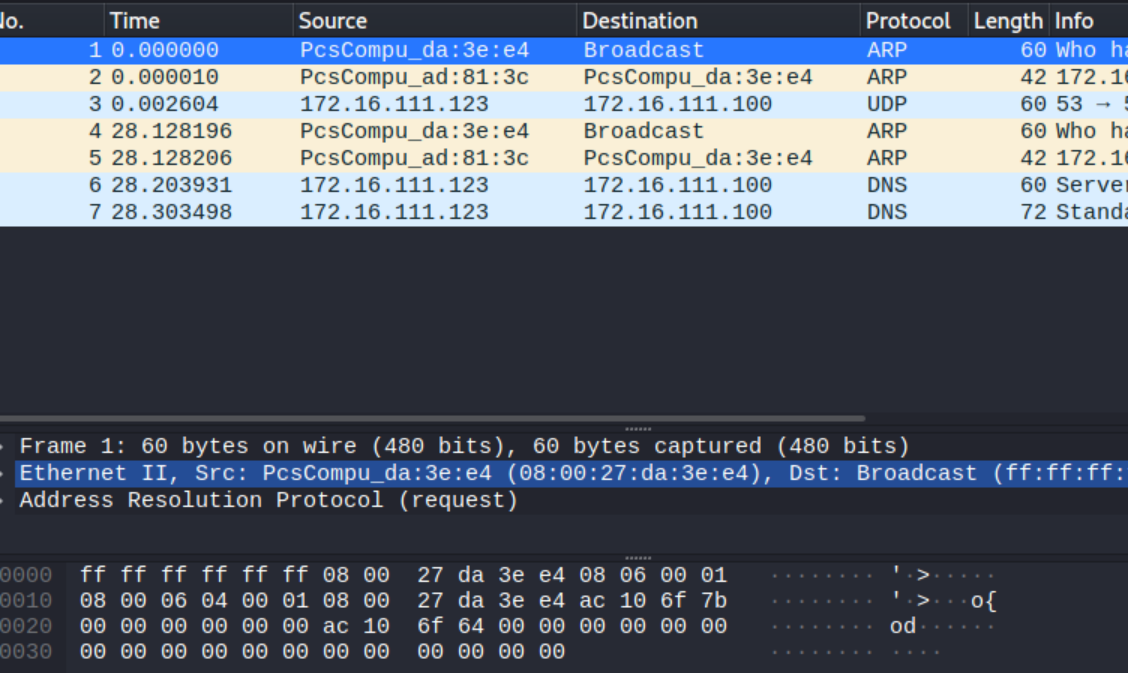 No. Time Source Destination Protocol Length Info
1 0.000000 PcsCompu_da:3e:e4 Broadcast ARP 60 Who ha
2 0.000010 PcsCompu_ad:81:3c PcsCompu_da:3e:e4 ARP 42 172.16
3 0.002604 172.16.111.123 172.16.111.100 UDP 60 53 → 5
4 28.128196 PcsCompu_da:3e:e4 Broadcast ARP 60 Who ha
5 28.128206 PcsCompu_ad:81:3c PcsCompu_da:3e:e4 ARP 42 172.16
6 28.203931 172.16.111.123 172.16.111.100 DNS 60 Server
7 28.303498 172.16.111.123 172.16.111.100 DNS 72 Standa
Frame 1: 60 bytes on wire (480 bits), 60 bytes captured (480 bits)
Ethernet II, Src: PcsCompu_da:3e:e4 (08:00:27:da:3e:e4), Dst: Broadcast (ff:ff:ff:
Address Resolution Protocol (request)
0000 ff ff ff ff ff ff 08 00 27 da 3e e4 08 06 00 01 ········ '·>·····
0010 08 00 06 04 00 01 08 00 27 da 3e e4 ac 10 6f 7b ········ '·>···o{
0020 00 00 00 00 00 00 ac 10 6f 64 00 00 00 00 00 00 ········ od······
0030 00 00 00 00 00 00 00 00 00 00 00 00 ········ ····